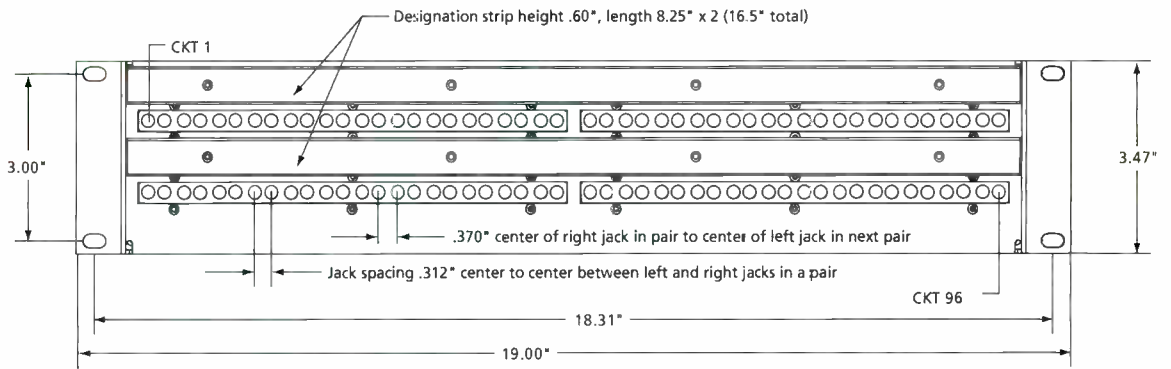 Designation strip height .60", length 8.25" x 2 (16.5" total)
CKT 1
3.00"
3.47"
.370" center of right jack in pair to center of left jack in next pair
Jack spacing .312" center to center between left and right jacks in a pair
CKT 96
18.31"
19.00"